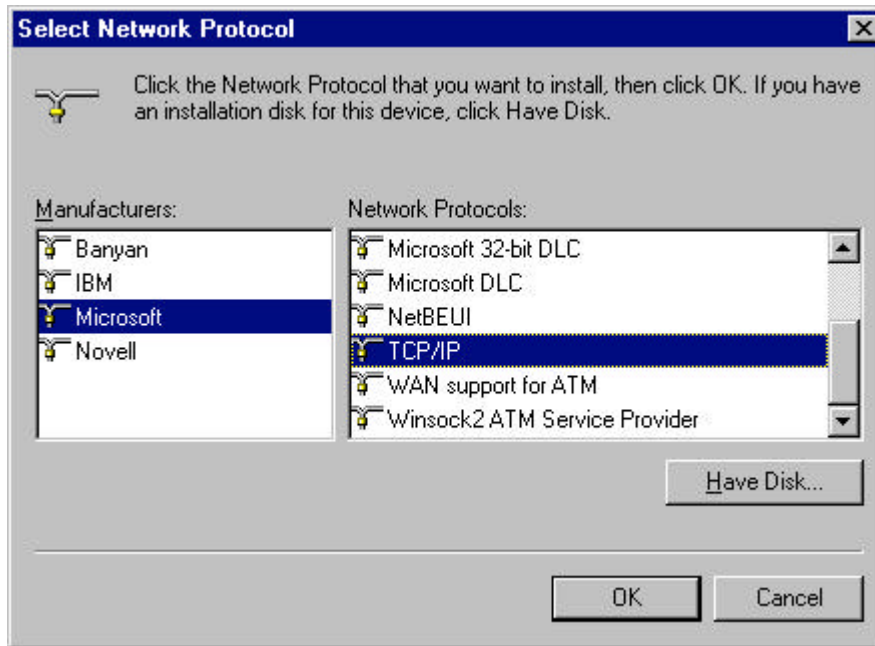 Select Network Protocol
Click the Network Protocol that you want to install, then click OK. If you have
an installation disk for this device, click Have Disk.
Manufacturers:
Banyan
IBM
Microsoft
Novell
Network Protocols:
Microsoft 32-bit DLC
Microsoft DLC
NetBEUI
TCP/IP
WAN support for ATM
Winsock2 ATM Service Provider
Have Disk...
OK
Cancel